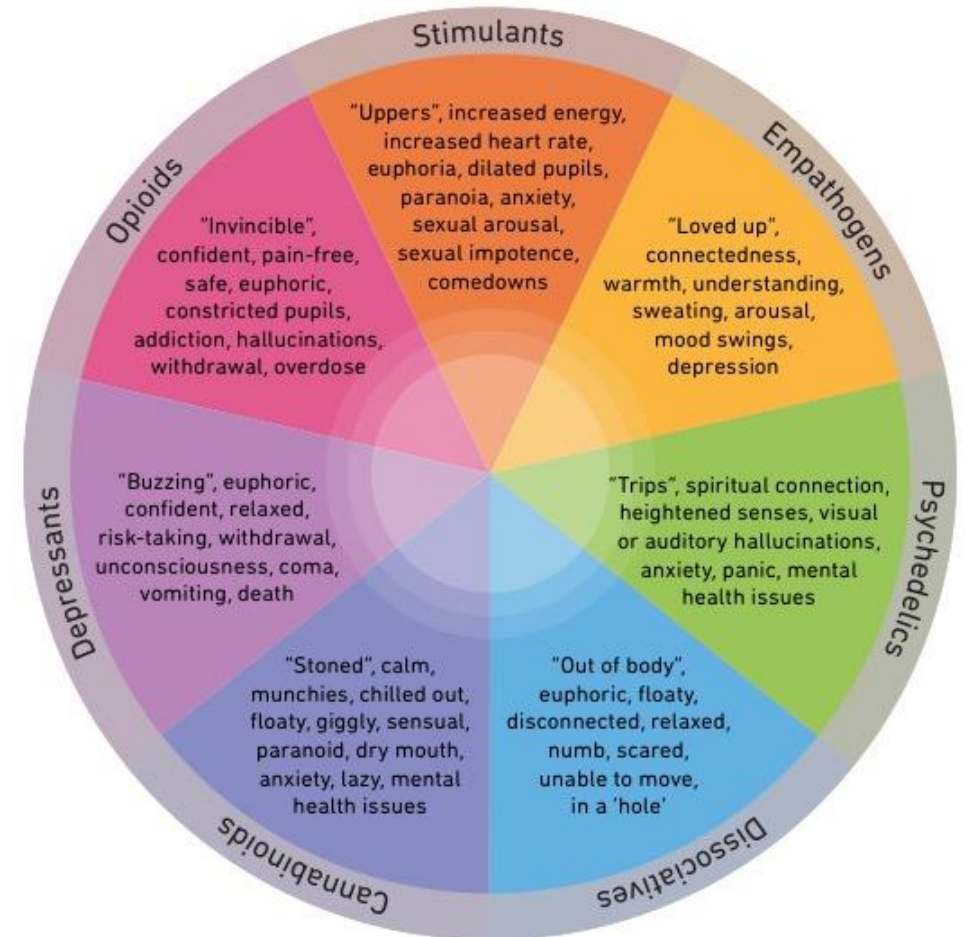 Stimulants
"Uppers", increased energy,
increased heart rate,
euphoria, dilated pupils,
paranoia, anxiety,
sexual arousal,
sexual impotence,
comedowns
Empathogens
"Loved up",
connectedness,
warmth, understanding,
sweating, arousal,
mood swings,
depression
Psychedelics
"Trips", spiritual connection,
heightened senses, visual
or auditory hallucinations,
anxiety, panic, mental
health issues
Dissociatives
"Out of body",
euphoric, floaty,
disconnected, relaxed,
numb, scared,
unable to move,
in a 'hole'
Cannabinoids
"Stoned", calm,
munchies, chilled out,
floaty, giggly, sensual,
paranoid, dry mouth,
anxiety, lazy, mental
health issues
Depressants
"Buzzing", euphoric,
confident, relaxed,
risk-taking, withdrawal,
unconsciousness, coma,
vomiting, death
Opioids
"Invincible",
confident, pain-free,
safe, euphoric,
constricted pupils,
addiction, hallucinations,
withdrawal, overdose